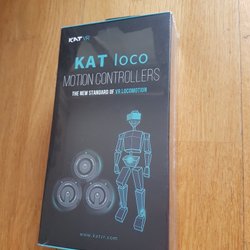 KAT VR
KAT loco
MOTION CONTROLLERS
THE NEW STANDARD OF VR LOCOMOTION
www.katvr.com